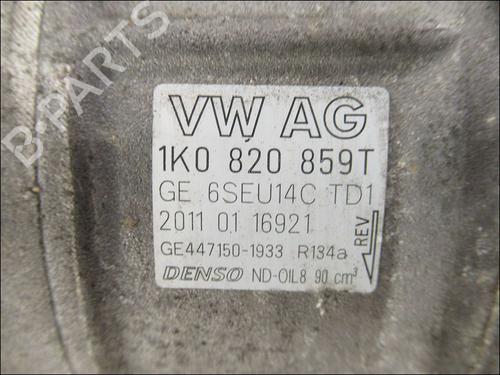 B-PARTS
VW AG
1K0 820 859T
GE 6SEU14C TD1
2011 01 16921
GE447150-1933 R134a
REV
DENSO ND-OIL8 90 cm³